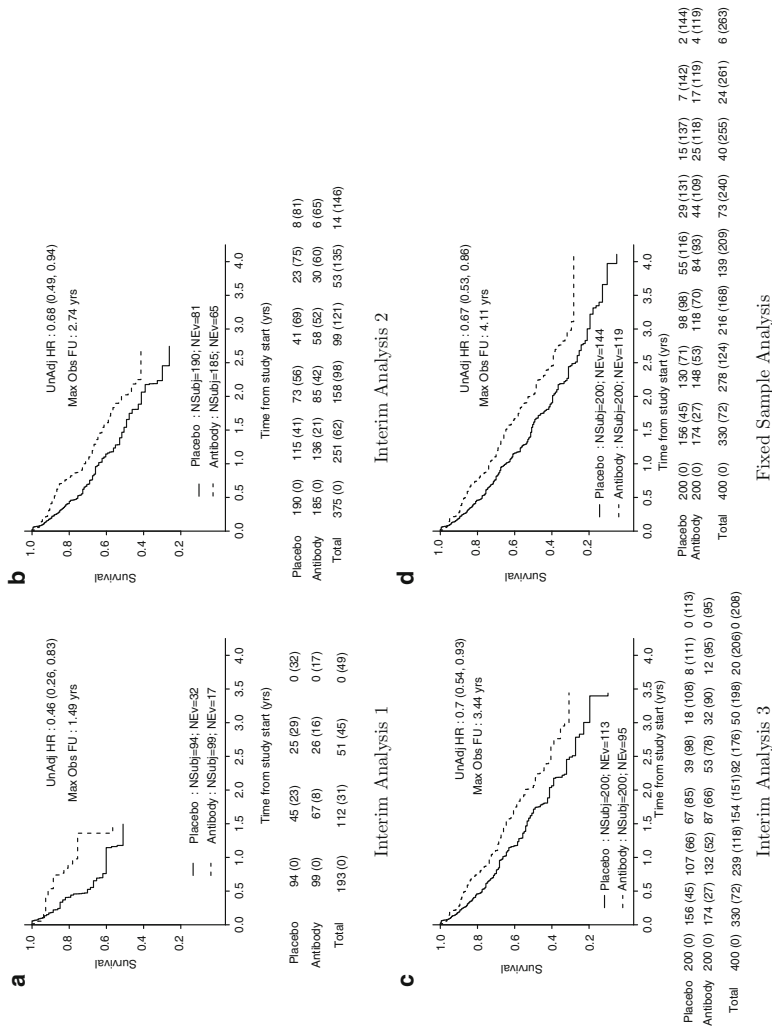 a
UnAdj HR : 0.46 (0.26, 0.83)
Max Obs FU : 1.49 yrs
Survival
1.0
0.8
0.6
0.4
0.2
Placebo : NSubj=94; NEv=32
Antibody : NSubj=99; NEv=17
0.0 0.5 1.0 1.5 2.0 2.5 3.0 3.5 4.0
Time from study start (yrs)
Placebo 94 (0) 45 (23) 25 (29) 0 (32)
Antibody 99 (0) 67 (8) 26 (16) 0 (17)
Total 193 (0) 112 (31) 51 (45) 0 (49)
Interim Analysis 1
b
UnAdj HR : 0.68 (0.49, 0.94)
Max Obs FU : 2.74 yrs
Survival
1.0
0.8
0.6
0.4
0.2
Placebo : NSubj=190; NEv=81
Antibody : NSubj=185; NEv=65
0.0 0.5 1.0 1.5 2.0 2.5 3.0 3.5 4.0
Time from study start (yrs)
Placebo 190 (0) 115 (41) 73 (56) 41 (69) 23 (75) 8 (81)
Antibody 185 (0) 136 (21) 85 (42) 58 (52) 30 (60) 6 (65)
Total 375 (0) 251 (62) 158 (98) 99 (121) 53 (135) 14 (146)
Interim Analysis 2
c
UnAdj HR : 0.7 (0.54, 0.93)
Max Obs FU : 3.44 yrs
Survival
1.0
0.8
0.6
0.4
0.2
Placebo : NSubj=200; NEv=113
Antibody : NSubj=200; NEv=95
0.0 0.5 1.0 1.5 2.0 2.5 3.0 3.5 4.0
Time from study start (yrs)
Placebo 200 (0) 156 (45) 107 (66) 67 (85) 39 (98) 18 (108) 8 (111) 0 (113)
Antibody 200 (0) 174 (27) 132 (52) 87 (66) 53 (78) 32 (90) 12 (95) 0 (95)
Total 400 (0) 330 (72) 239 (118) 154 (151) 92 (176) 50 (198) 20 (206) 0 (208)
Interim Analysis 3
d
UnAdj HR : 0.67 (0.53, 0.86)
Max Obs FU : 4.11 yrs
Survival
1.0
0.8
0.6
0.4
0.2
Placebo : NSubj=200; NEv=144
Antibody : NSubj=200; NEv=119
0.0 0.5 1.0 1.5 2.0 2.5 3.0 3.5 4.0
Time from study start (yrs)
Placebo 200 (0) 156 (45) 130 (71) 98 (98) 55 (116) 29 (131) 15 (137) 7 (142) 2 (144)
Antibody 200 (0) 174 (27) 148 (53) 118 (70) 84 (93) 44 (109) 25 (118) 17 (119) 4 (119)
Total 400 (0) 330 (72) 278 (124) 216 (168) 139 (209) 73 (240) 40 (255) 24 (261) 6 (263)
Fixed Sample Analysis